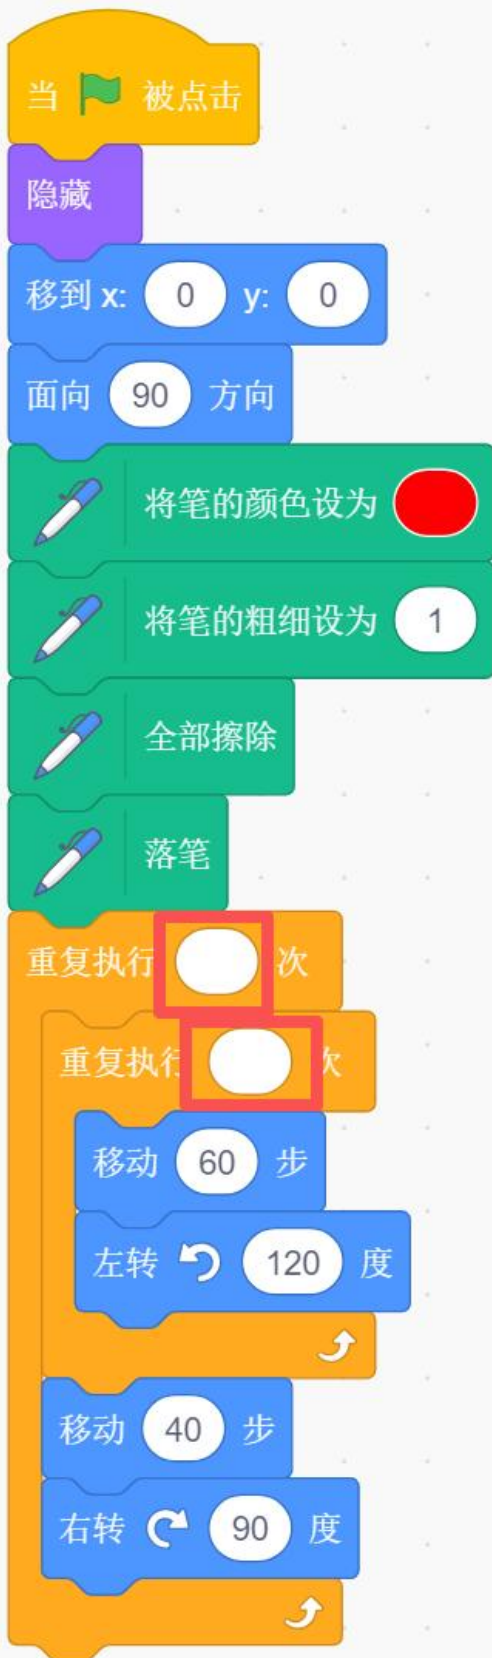 当 被点击
隐藏
移到 x: 0 y: 0
面向 90 方向
将笔的颜色设为
将笔的粗细设为 1
全部擦除
落笔
重复执行 次
重复执行 次
移动 60 步
左转 120 度
移动 40 步
右转 90 度